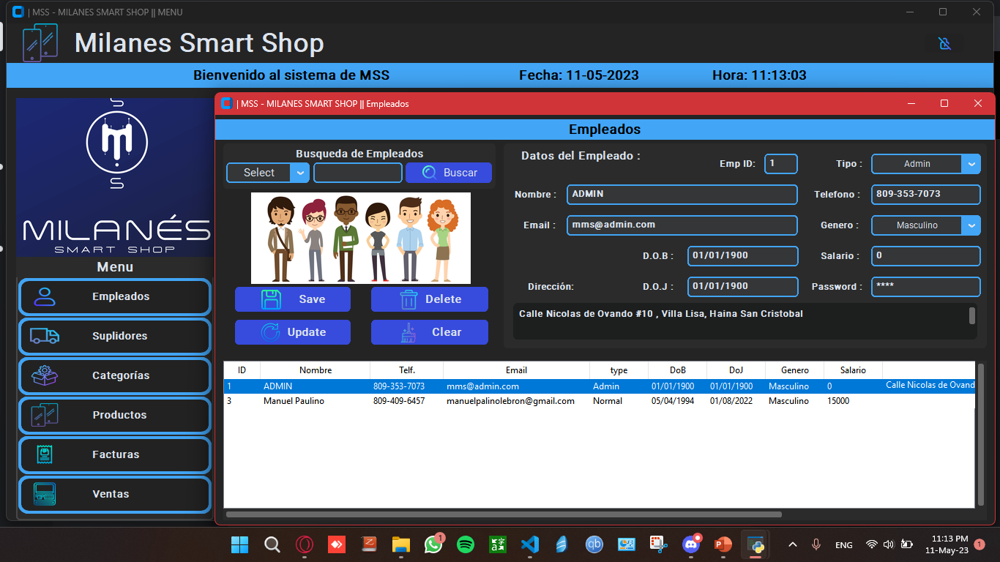 | MSS - MILANES SMART SHOP || MENU
Milanes Smart Shop
Bienvenido al sistema de MSS Fecha: 11-05-2023 Hora: 11:13:03
S
S
MILANÉS
SMART SHOP
Menu
Empleados
Suplidores
Categorías
Productos
Facturas
Ventas
| MSS - MILANES SMART SHOP || Empleados
Empleados
Busqueda de Empleados
Select Buscar
Save Delete
Update Clear
Datos del Empleado : Emp ID: 1 Tipo : Admin
Nombre : ADMIN Telefono : 809-353-7073
Email : mms@admin.com Genero : Masculino
D.O.B : 01/01/1900 Salario : 0
Dirección: D.O.J : 01/01/1900 Password : ****
Calle Nicolas de Ovando #10 , Villa Lisa, Haina San Cristobal
ID Nombre Telf. Email type DoB DoJ Genero Salario
1 ADMIN 809-353-7073 mms@admin.com Admin 01/01/1900 01/01/1900 Masculino 0 Calle Nicolas de Ovand
3 Manuel Paulino 809-409-6457 manuelpalinolebron@gmail.com Normal 05/04/1994 01/08/2022 Masculino 15000
1
qb
P
ENG
11:13 PM
11-May-23
1